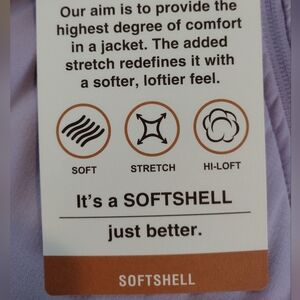 Our aim is to provide the
highest degree of comfort
in a jacket. The added
stretch redefines it with
a softer, loftier feel.
SOFT STRETCH HI-LOFT
It's a SOFTSHELL
just better.
SOFTSHELL